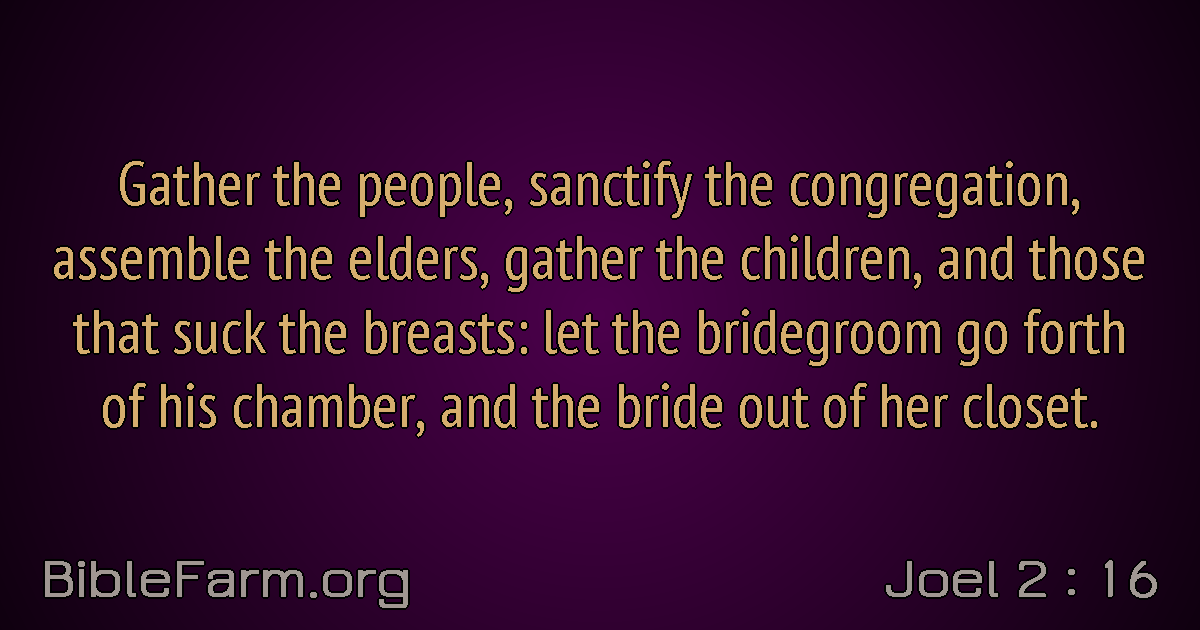 Gather the people, sanctify the congregation,
assemble the elders, gather the children, and those
that suck the breasts: let the bridegroom go forth
of his chamber, and the bride out of her closet.
BibleFarm.org
Joel 2 : 16